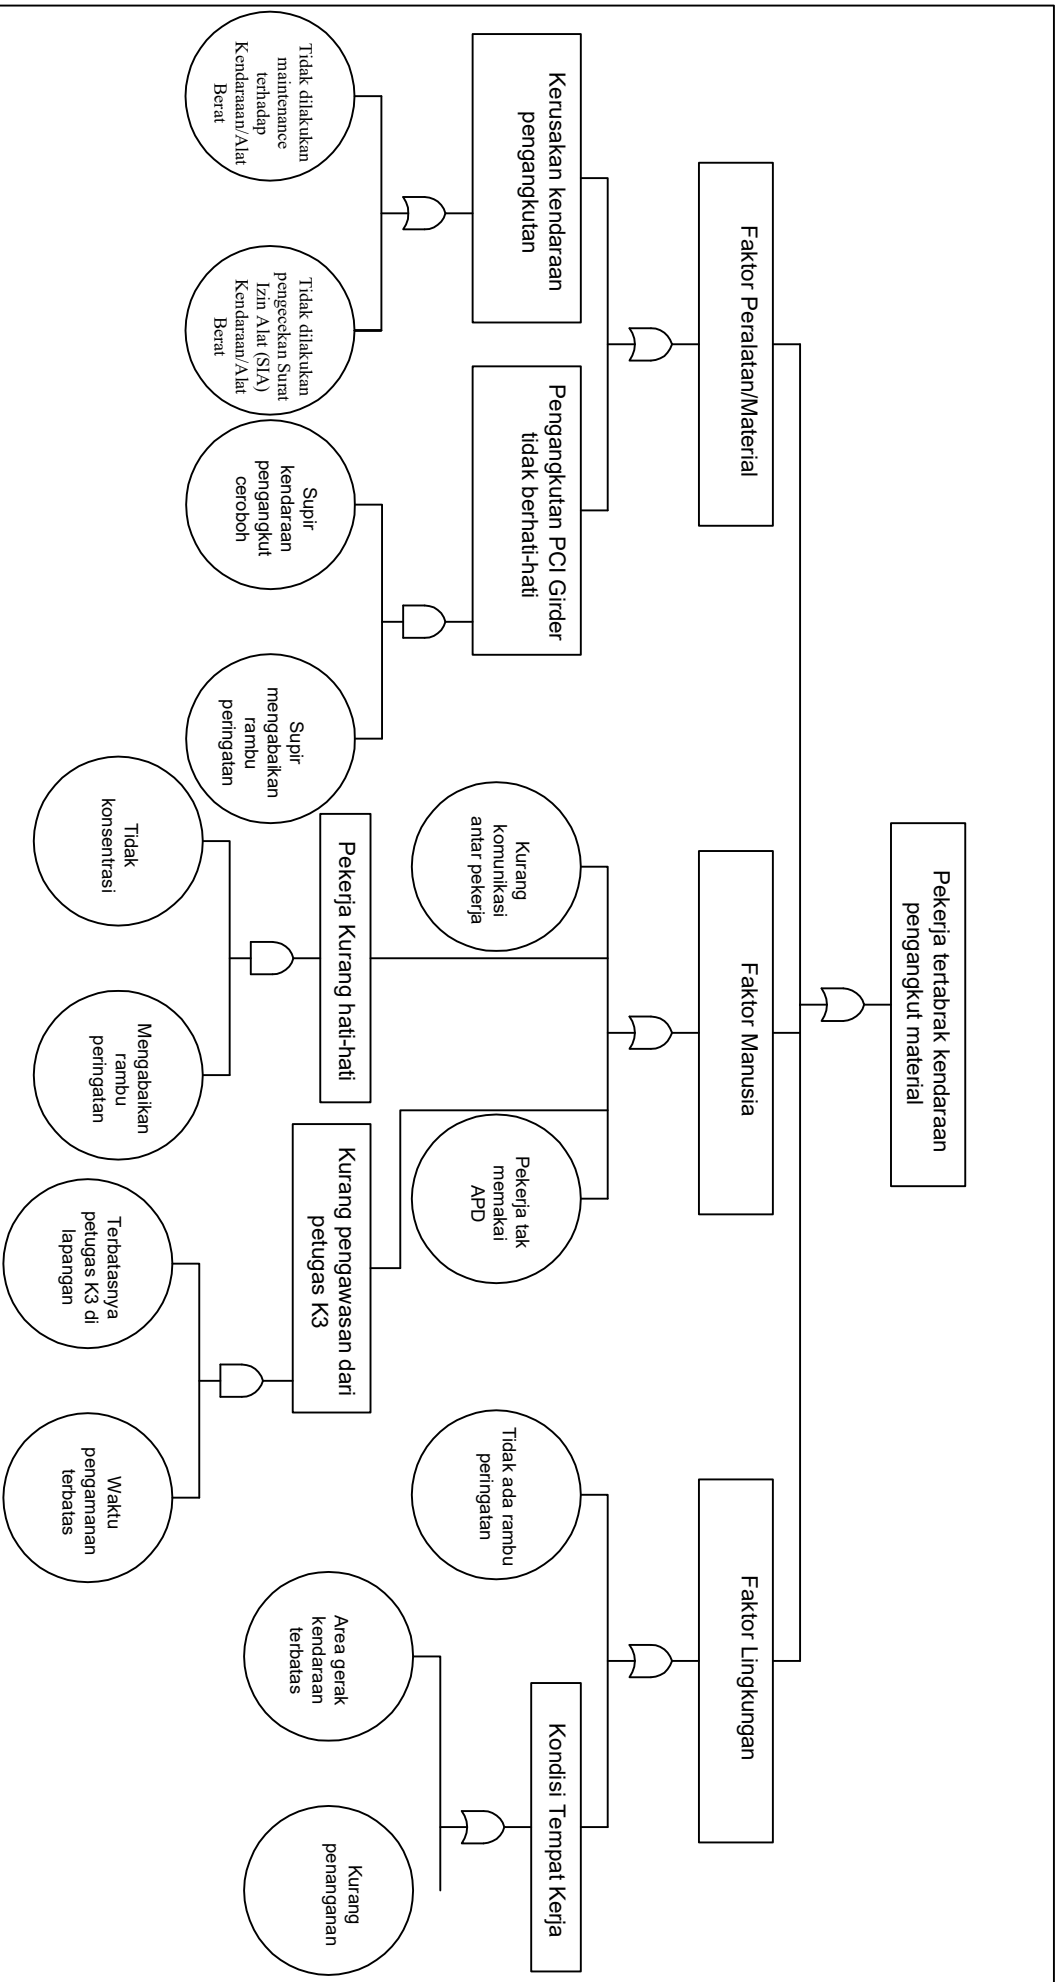 Pekerja tertabrak kendaraan
pengangkut material
Faktor Peralatan/Material
Faktor Manusia
Faktor Lingkungan
Kerusakan kendaraan
pengangkutan
Pengangkutan PCI Girder
tidak berhati-hati
Kurang
komunikasi
antar pekerja
Pekerja tak
memakai
APD
Tidak ada rambu
peringatan
Kondisi Tempat Kerja
Tidak dilakukan
maintenance
terhadap
Kendaraaan/Alat
Berat
Tidak dilakukan
pengecekan Surat
Izin Alat (SIA)
Kendaraan/Alat
Berat
Supir
kendaraan
pengangkut
ceroboh
Supir
mengabaikan
rambu
peringatan
Pekerja Kurang hati-hati
Kurang pengawasan dari
petugas K3
Area gerak
kendaraan
terbatas
Kurang
penanganan
Tidak
konsentrasi
Mengabaikan
rambu
peringatan
Terbatasnya
petugas K3 di
lapangan
Waktu
pengamanan
terbatas